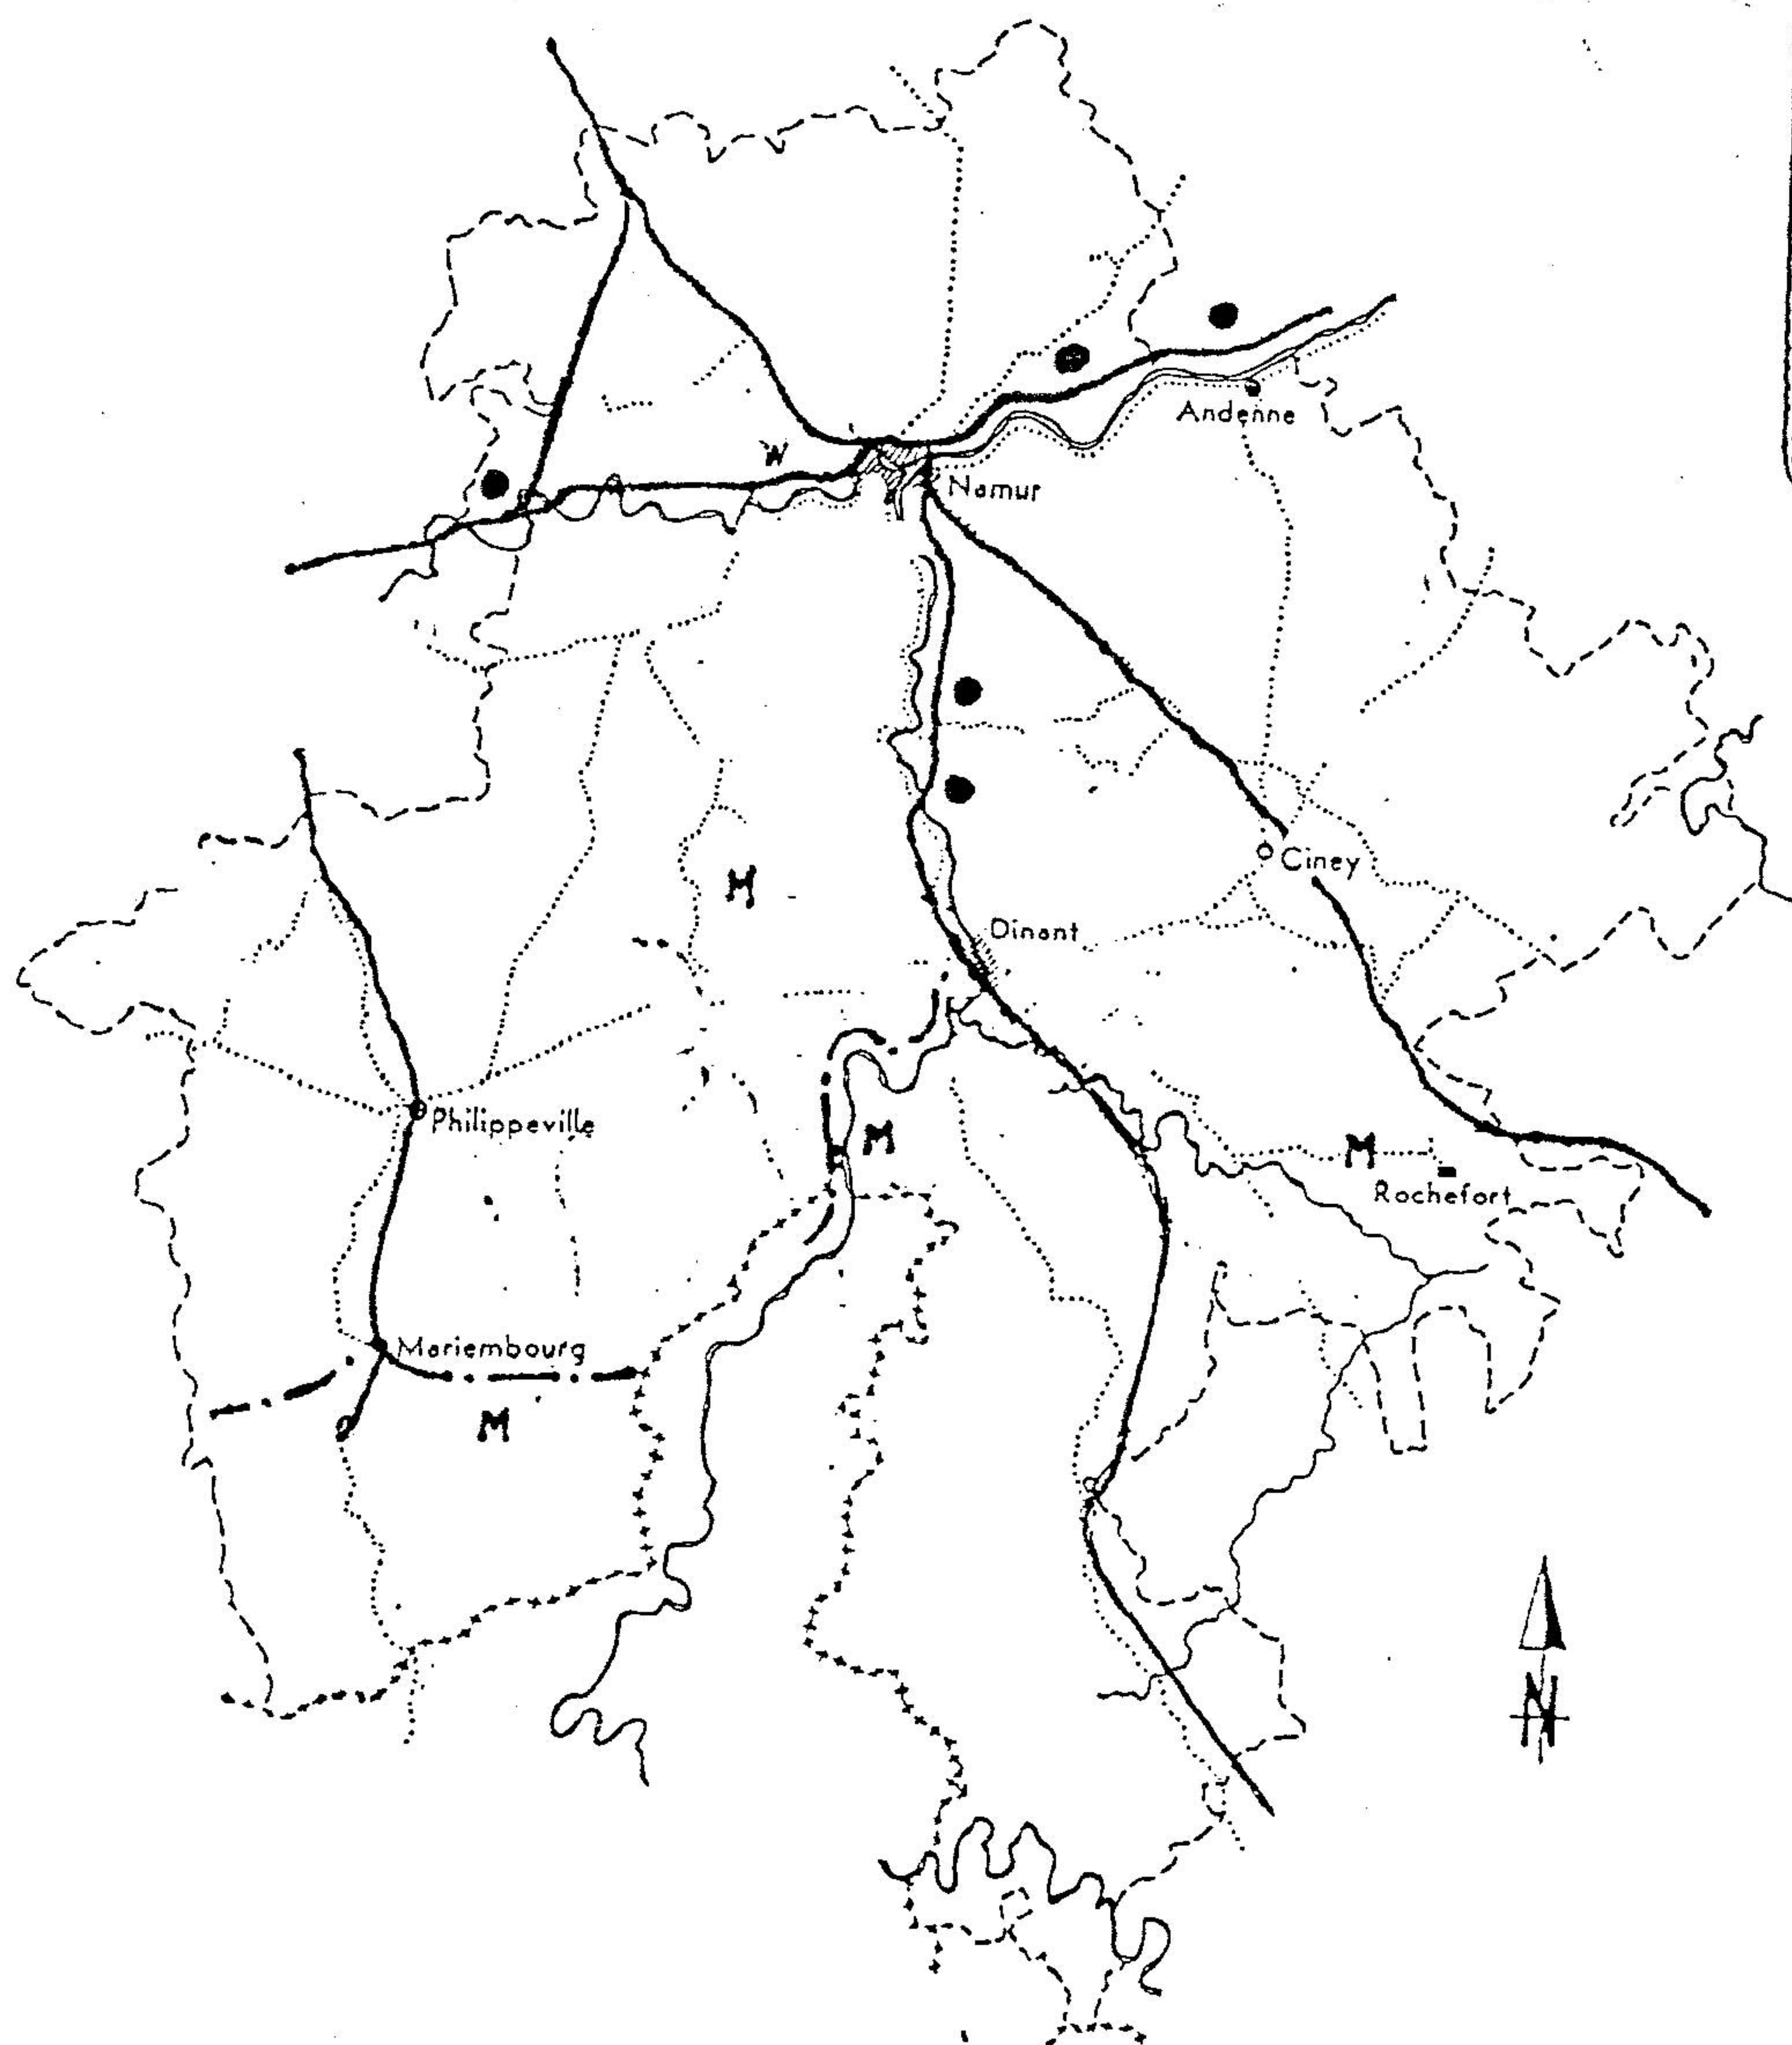 Andenne
Namur
M
Ciney
Dinant
M
Philippeville
M
Rochefort
Mariembourg
M
N